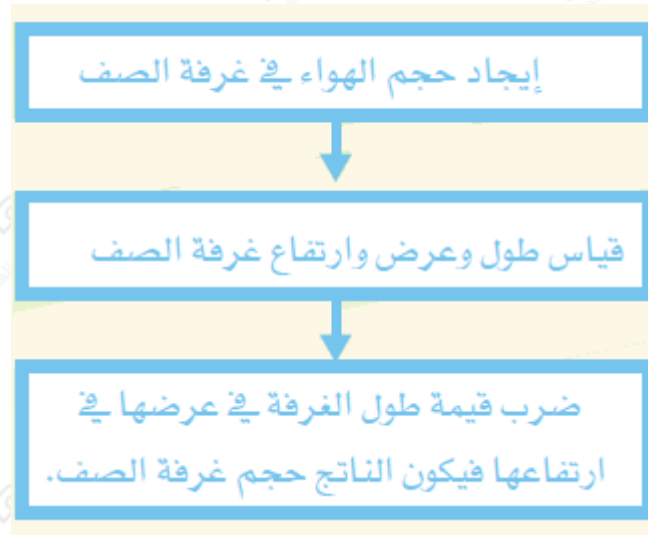 إيجاد حجم الهواء في غرفة الصف
قياس طول وعرض وارتفاع غرفة الصف
ضرب قيمة طول الغرفة في عرضها في
ارتفاعها فيكون الناتج حجم غرفة الصف.